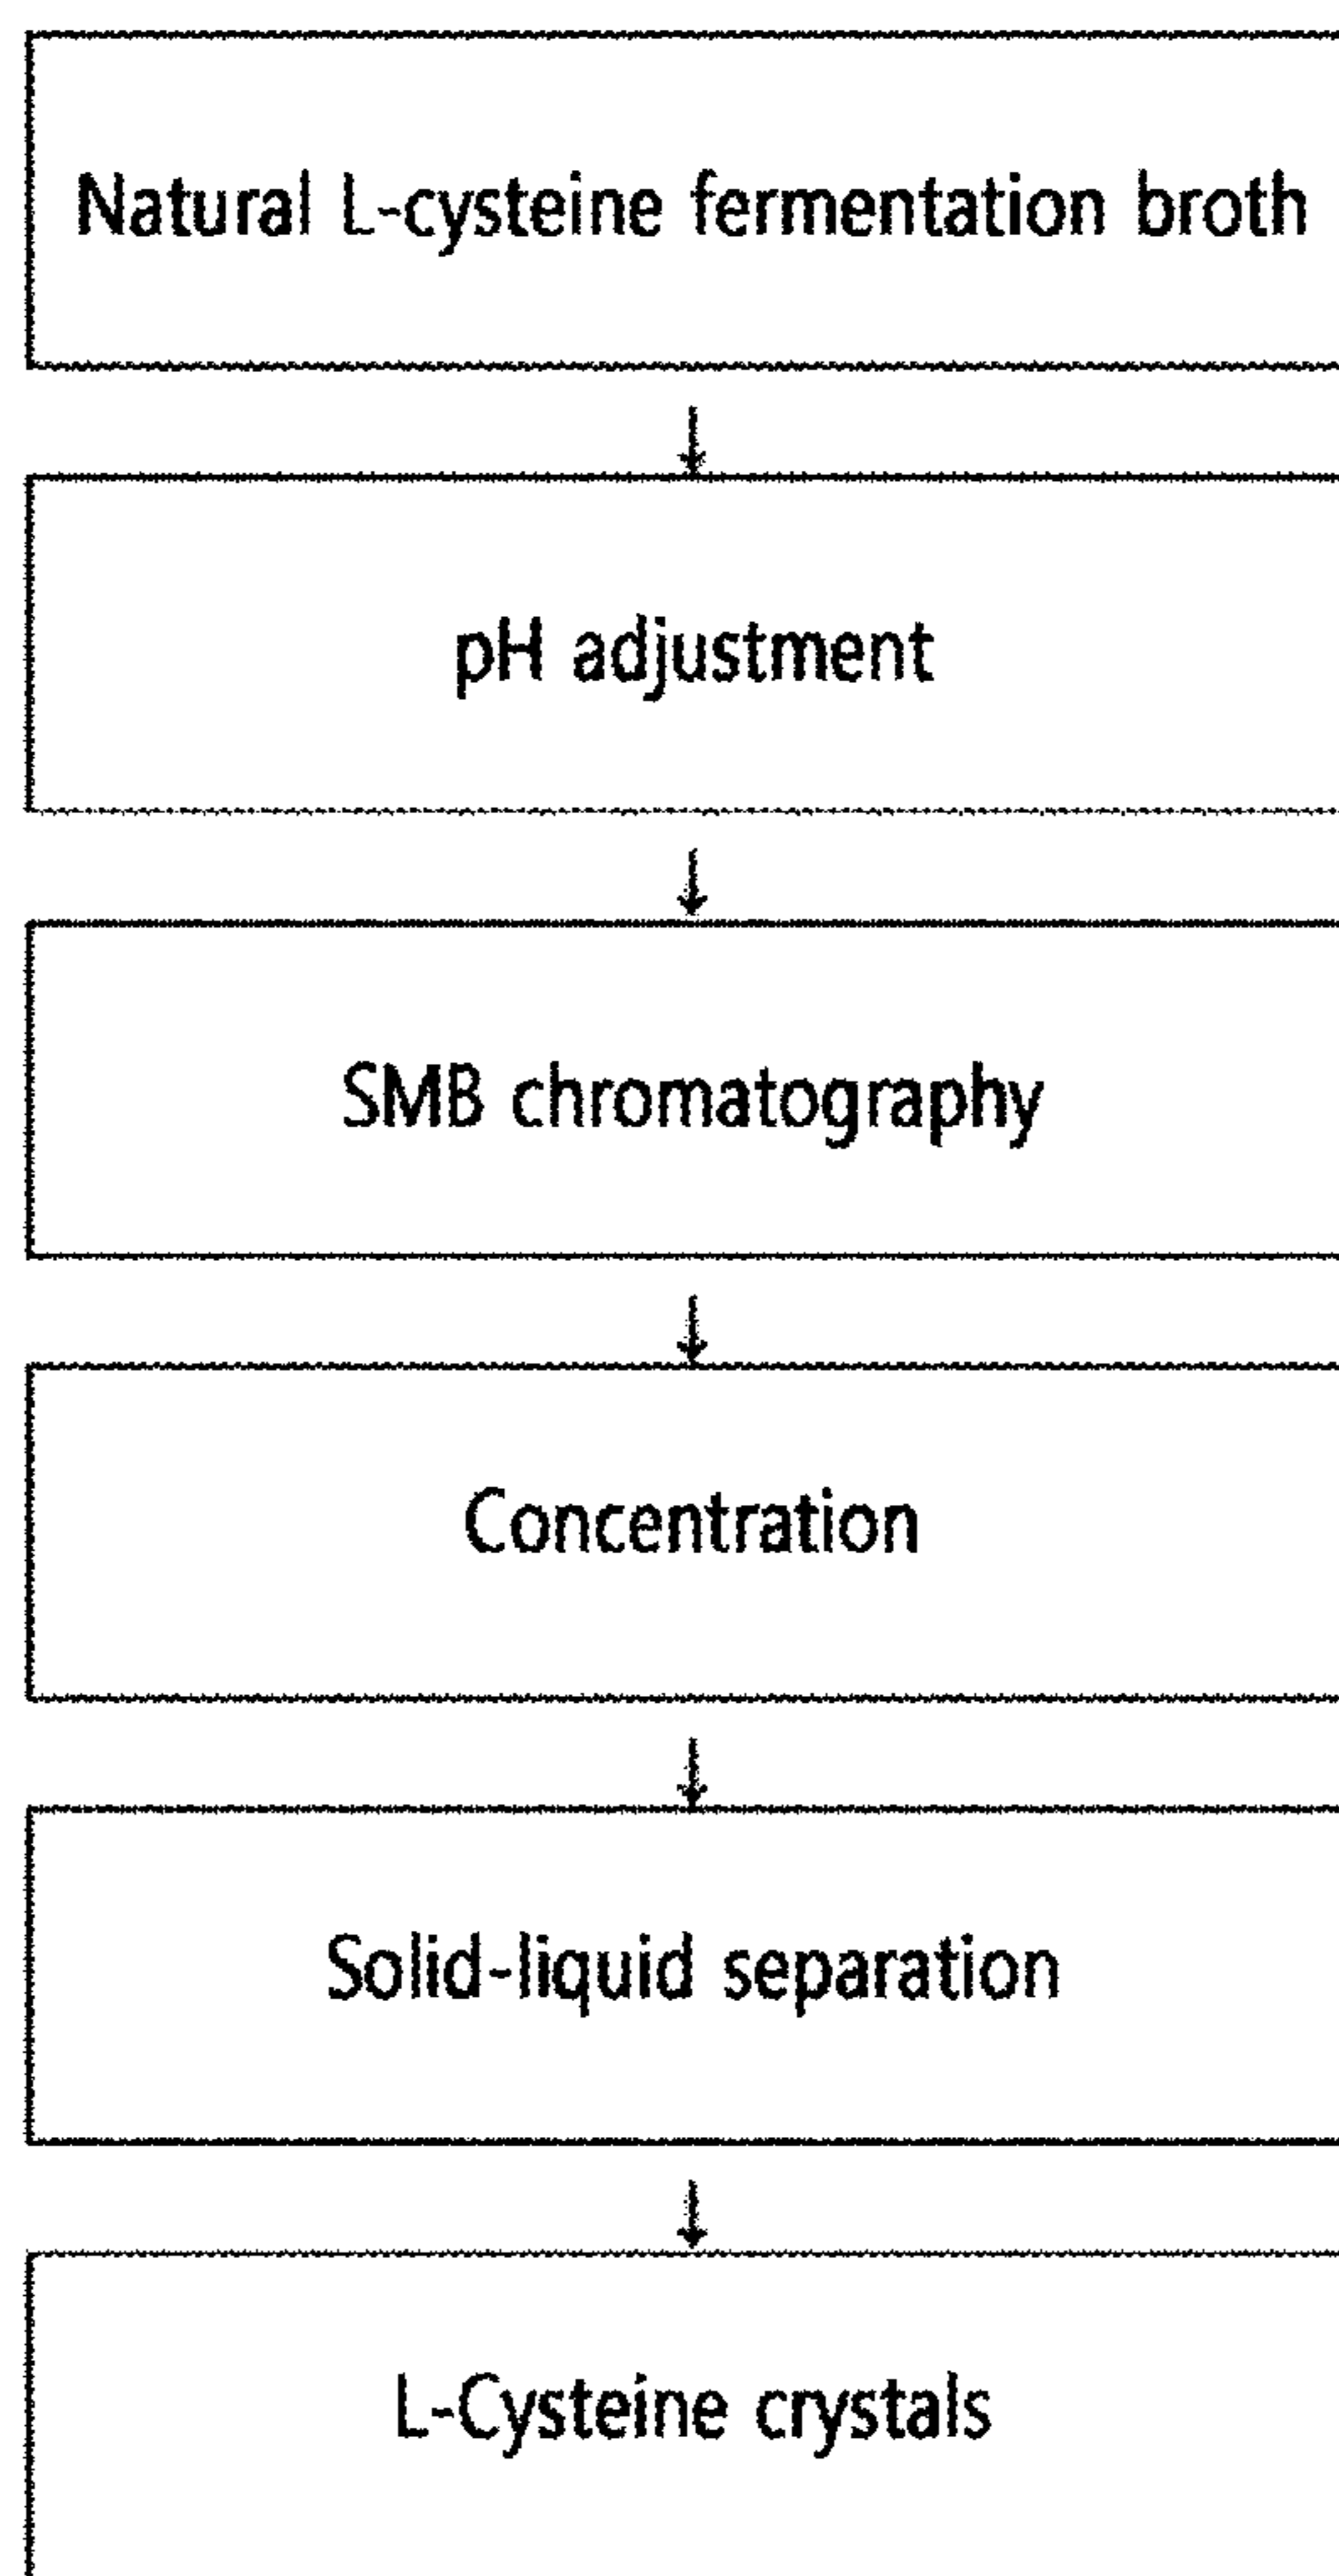 Natural L-cysteine fermentation broth
↓
pH adjustment
↓
SMB chromatography
↓
Concentration
↓
Solid-liquid separation
↓
L-Cysteine crystals